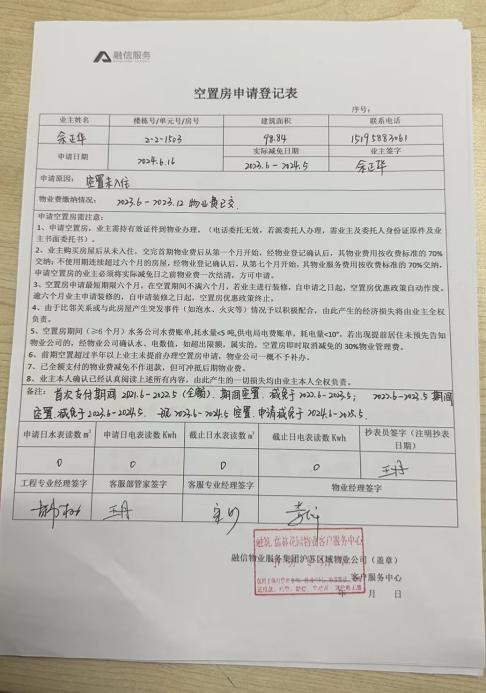 融信服务
空置房申请登记表
序号：
业主姓名 楼栋号/单元号/房号 建筑面积 联系电话
余正华 2-2-1503 98.84 15195883061
申请日期 2024.6.16 实际减免日期 2023.6-2024.5 业主签字 余正华
申请原因： 空置未入住
物业费缴纳情况： 2023.6-2023.12 物业费已交.
申请空置房需注意：
1、申请空置房，业主需持有效证件到物业办理。（电话委托无效，若派委托人办理，需业主及委托人身份证原件及业
主书面委托书）。
2、业主购买房屋后从未入住，交完首期物业费后从第一个月开始，经物业登记确认后，其物业费用按收费标准的 70%
交纳；不使用期连续超过六个月的房屋，经物业登记确认后，从第七个月开始，其物业服务费用按收费标准的 70%交纳，
申请空置房的业主必须将实际减免日之前物业费一次结清，方可申请。
3、空置房申请最少短期限六个月，在空置期间不满六个月，若业主进行装修，自申请之日起，空置房优惠政策自动作废。
逾六个月业主申请装修的，自申请装修之日起，空置房优惠政策终止。
4、由于比邻关系或与此房屋产生突发事件（如泡水、火灾等）情况予以积极配合，由此产生的经济损失将由业主全权
负责。
5、空置房期间（≥6 个月）水务公司水费账单,耗水量<5 吨,供电局电费账单，耗电量<10°，若出现提前居住未预先告知
物业公司的，经物业公司确认水、电数值，如超出限额，属实的，空置房即时取消减免的 30%物业管理费。
6、前期空置超过半年以上业主未提前办理空置房申请，物业公司一概不予补办。
7、已全额支付的物业费减免部分不作退款，但可冲抵后期物业费。
8、业主本人确认已经认真阅读上述所有内容，由此产生的一切损失均由业主本人全权负责。
备注： 首次支付期间 2021.6-2022.5（全额）. 期间空置. 减免于2022.6-2023.5； 2022.6-2023.5 期间
空置. 减免于2023.6-2024.5. 现2023.6-2024.5 空置. 申请减免于2024.6-2025.5.
申请日水表读数 m³ 申请日电表读数 Kwh 截止日水表读数 m³ 截止日电表读数 Kwh 抄表员签字（注明抄表
日期）
0 0 0 0 王丹
工程专业经理签字 客服部管家签字 客服专业经理签字 物业经理签字
王丹
融信物业服务集团沪苏区域物业公司（盖章）
客户服务中心
年 月 日